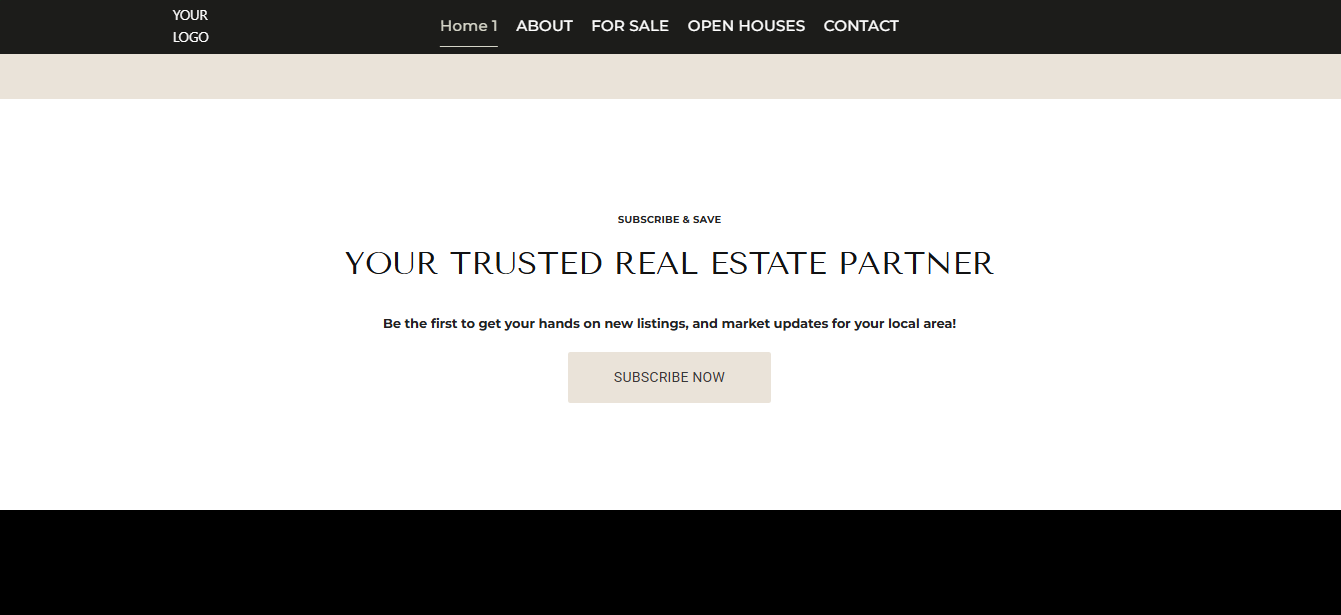 YOUR
LOGO
Home 1 ABOUT FOR SALE OPEN HOUSES CONTACT
SUBSCRIBE & SAVE
YOUR TRUSTED REAL ESTATE PARTNER
Be the first to get your hands on new listings, and market updates for your local area!
SUBSCRIBE NOW